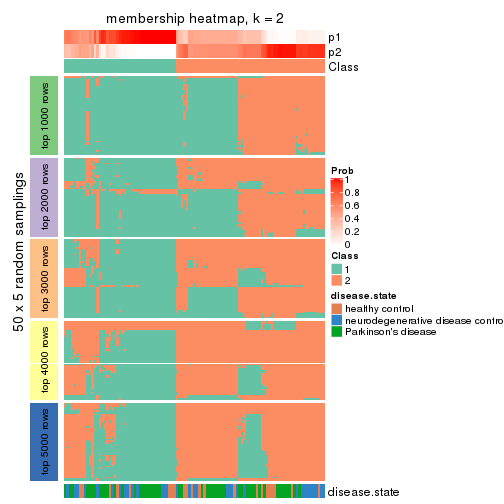 membership heatmap, k = 2
p1
p2
Class
50 x 5 random samplings
top 1000 rows
top 2000 rows
top 3000 rows
top 4000 rows
top 5000 rows
Prob
1
0.8
0.6
0.4
0.2
0
Class
1
2
disease.state
healthy control
neurodegenerative disease contro
Parkinson's disease
disease.state